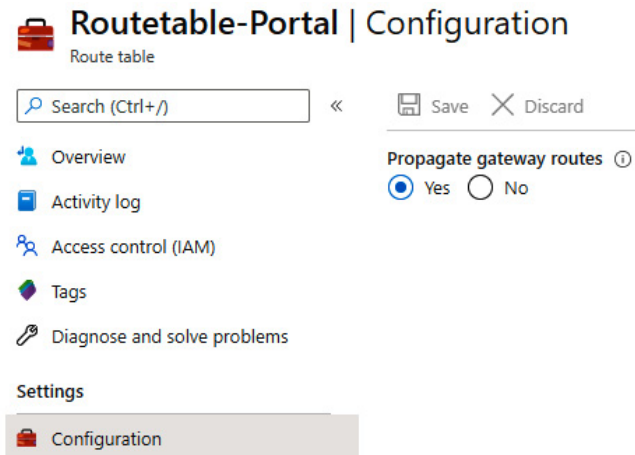 Routetable-Portal | Configuration
Route table
Search (Ctrl+/)
«
Save
Discard
Overview
Activity log
Access control (IAM)
Tags
Diagnose and solve problems
Settings
Configuration
Propagate gateway routes
Yes
No